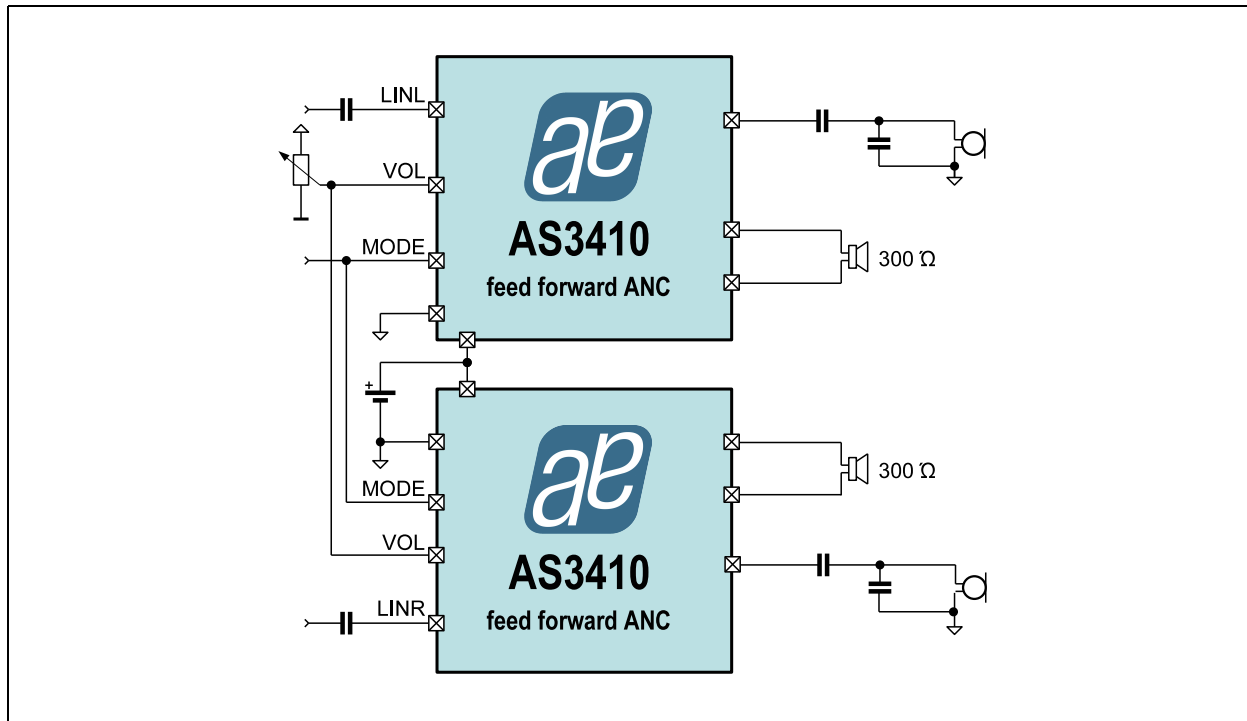 LINL
VOL
MODE
AS3410
feed forward ANC
300 Ω
+
MODE
VOL
LINR
AS3410
feed forward ANC
300 Ω